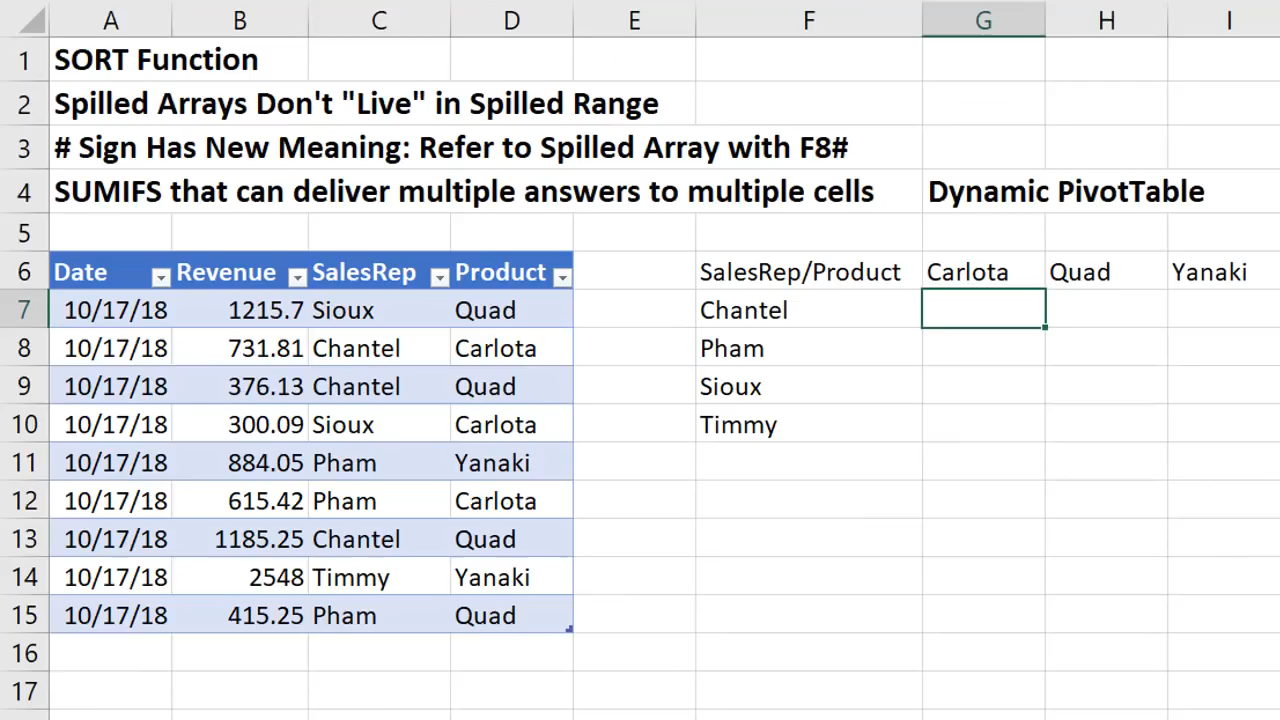 A B C D E F G H I
1 SORT Function
2 Spilled Arrays Don't "Live" in Spilled Range
3 # Sign Has New Meaning: Refer to Spilled Array with F8#
4 SUMIFS that can deliver multiple answers to multiple cells Dynamic PivotTable
5
6 Date Revenue SalesRep Product SalesRep/Product Carlota Quad Yanaki
7 10/17/18 1215.7 Sioux Quad Chantel
8 10/17/18 731.81 Chantel Carlota Pham
9 10/17/18 376.13 Chantel Quad Sioux
10 10/17/18 300.09 Sioux Carlota Timmy
11 10/17/18 884.05 Pham Yanaki
12 10/17/18 615.42 Pham Carlota
13 10/17/18 1185.25 Chantel Quad
14 10/17/18 2548 Timmy Yanaki
15 10/17/18 415.25 Pham Quad
16
17